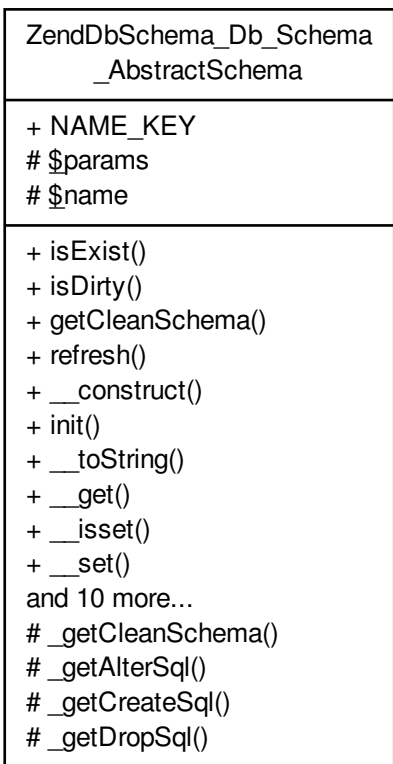 ZendDbSchema_Db_Schema
_AbstractSchema
+ NAME_KEY
# $params
# $name
+ isExist()
+ isDirty()
+ getCleanSchema()
+ refresh()
+ __construct()
+ init()
+ __toString()
+ __get()
+ __isset()
+ __set()
and 10 more...
# _getCleanSchema()
# _getAlterSql()
# _getCreateSql()
# _getDropSql()